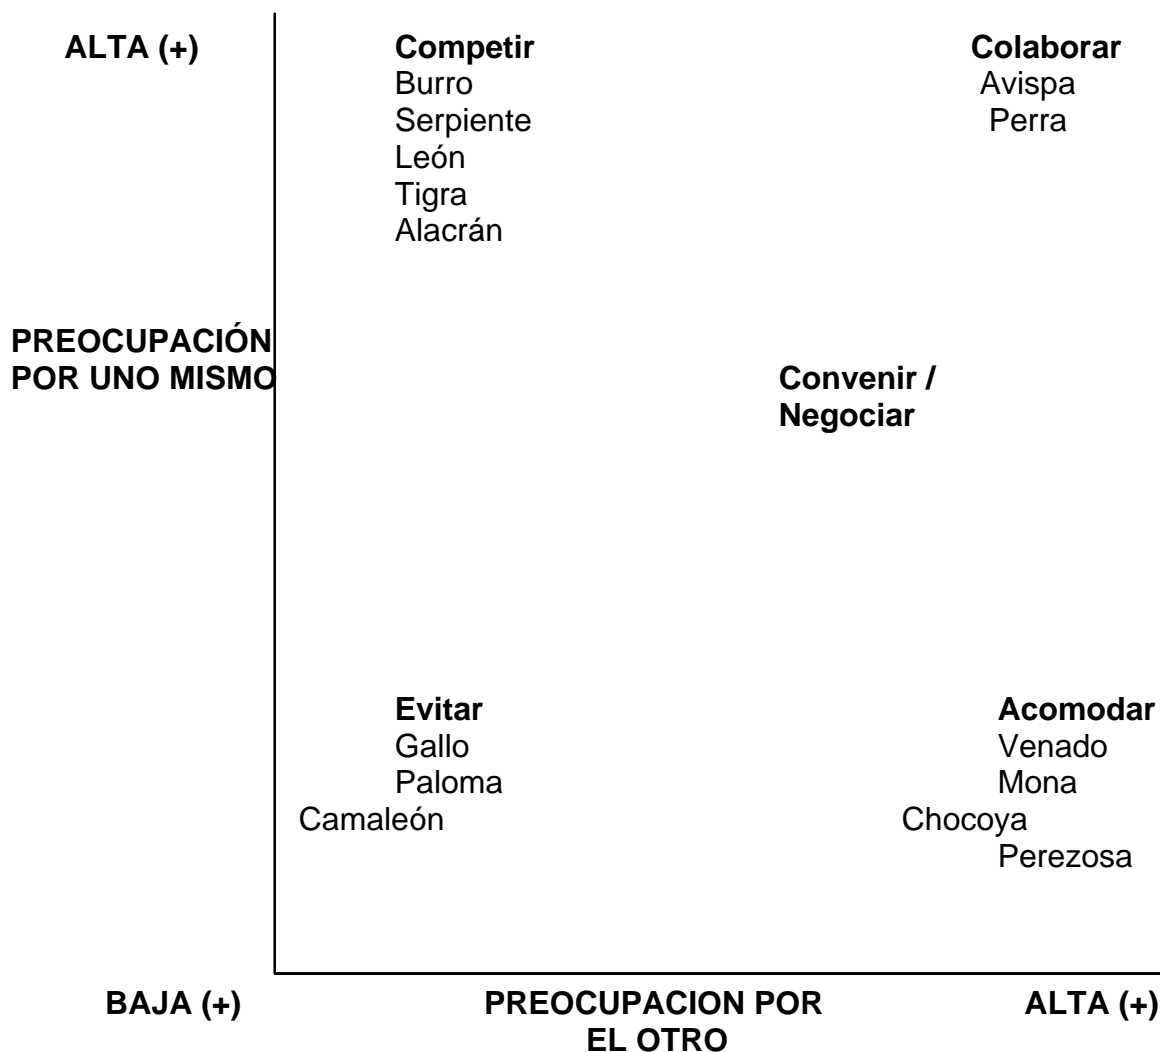 ALTA (+)
Competir
Burro
Serpiente
León
Tigra
Alacrán
Colaborar
Avispa
Perra
PREOCUPACIÓN
POR UNO MISMO
Convenir /
Negociar
Evitar
Gallo
Paloma
Camaleón
Acomodar
Venado
Mona
Chocoya
Perezosa
BAJA (+)
PREOCUPACION POR
EL OTRO
ALTA (+)